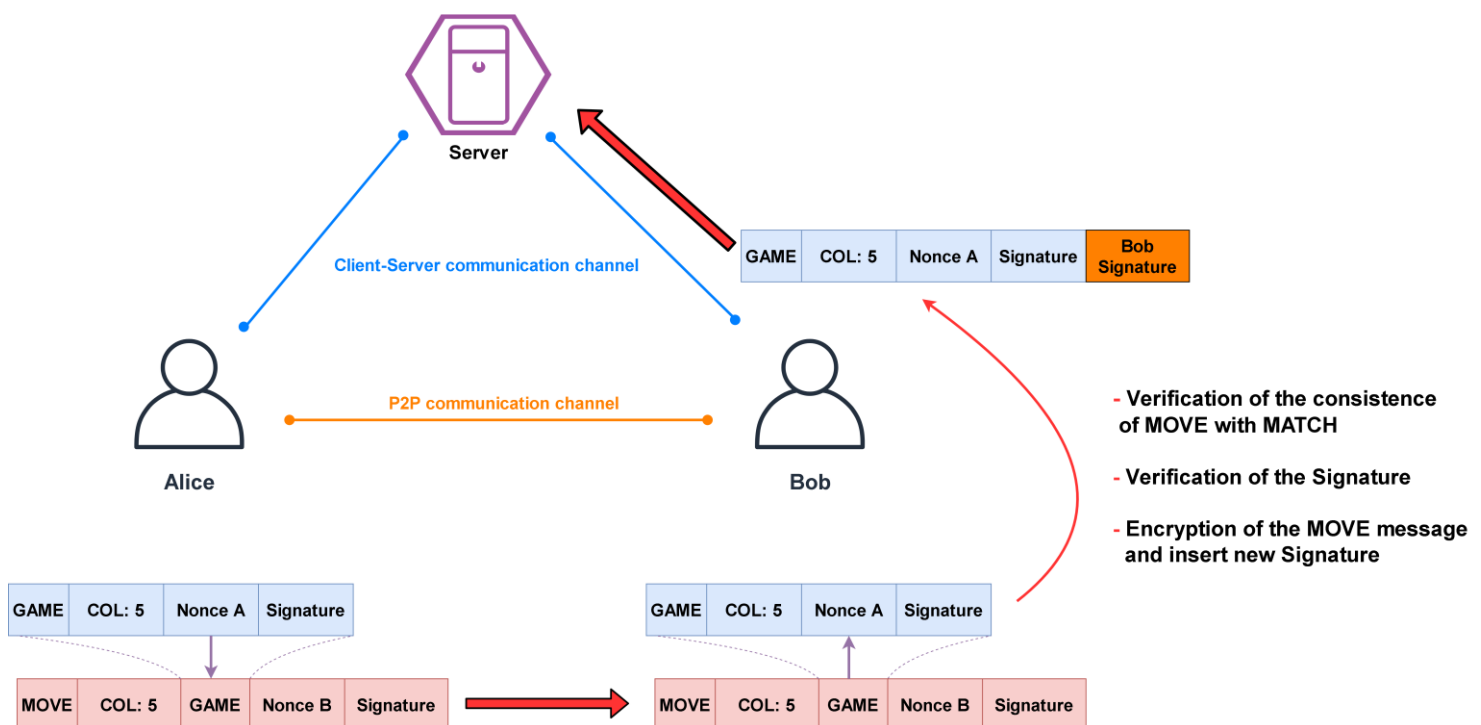 Server
GAME COL: 5 Nonce A Signature Bob
Signature
Client-Server communication channel
P2P communication channel
Alice
Bob
- Verification of the consistence
of MOVE with MATCH
- Verification of the Signature
- Encryption of the MOVE message
and insert new Signature
GAME COL: 5 Nonce A Signature
MOVE COL: 5 GAME Nonce B Signature
GAME COL: 5 Nonce A Signature
MOVE COL: 5 GAME Nonce B Signature